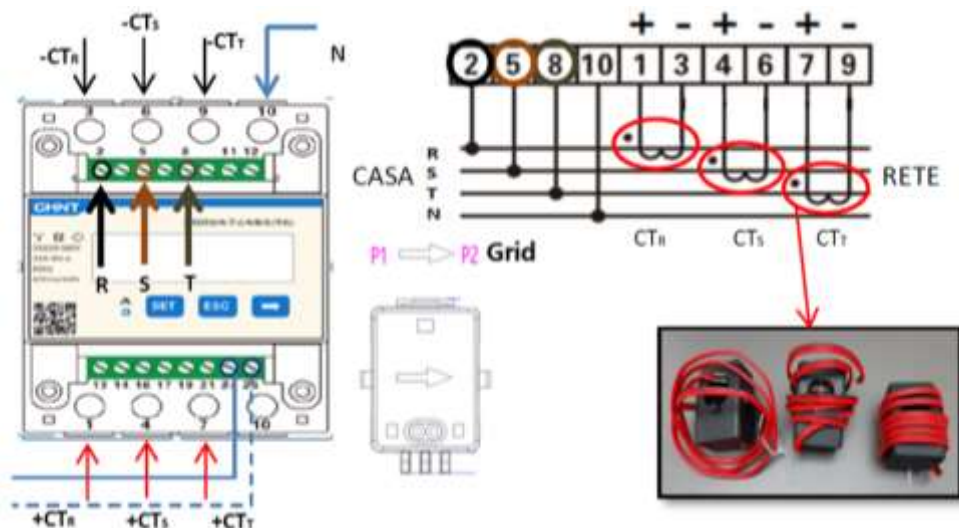 -CTS
-CTR
-CTT
N
3 6 9 10
2 5 8 11 12
CHNT
R S T
SET ESC
13 14 16 17 19 21 24 25
1 4 7 10
+CTR +CTS +CTT
+ - + - + -
2 5 8 10 1 3 4 6 7 9
R
S
T
N
CASA
RETE
CTR CTS CTT
P1 P2 Grid